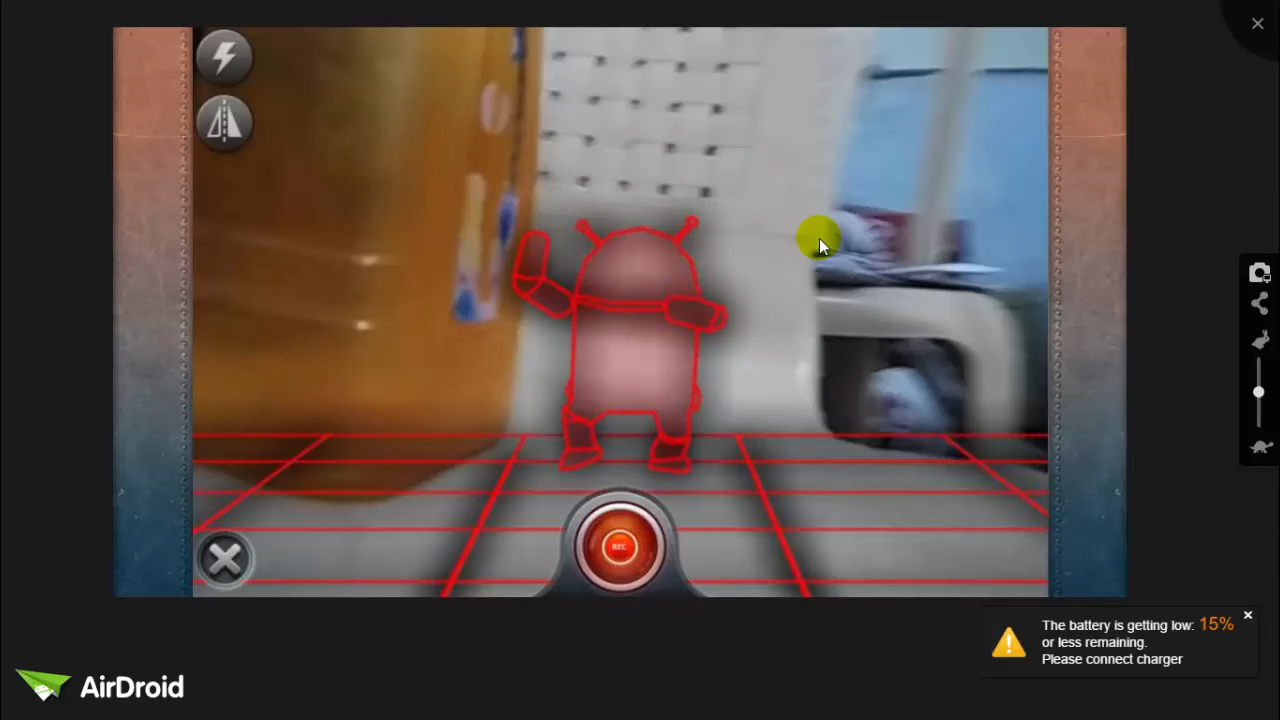 REC
The battery is getting low: 15%
or less remaining.
Please connect charger
AirDroid